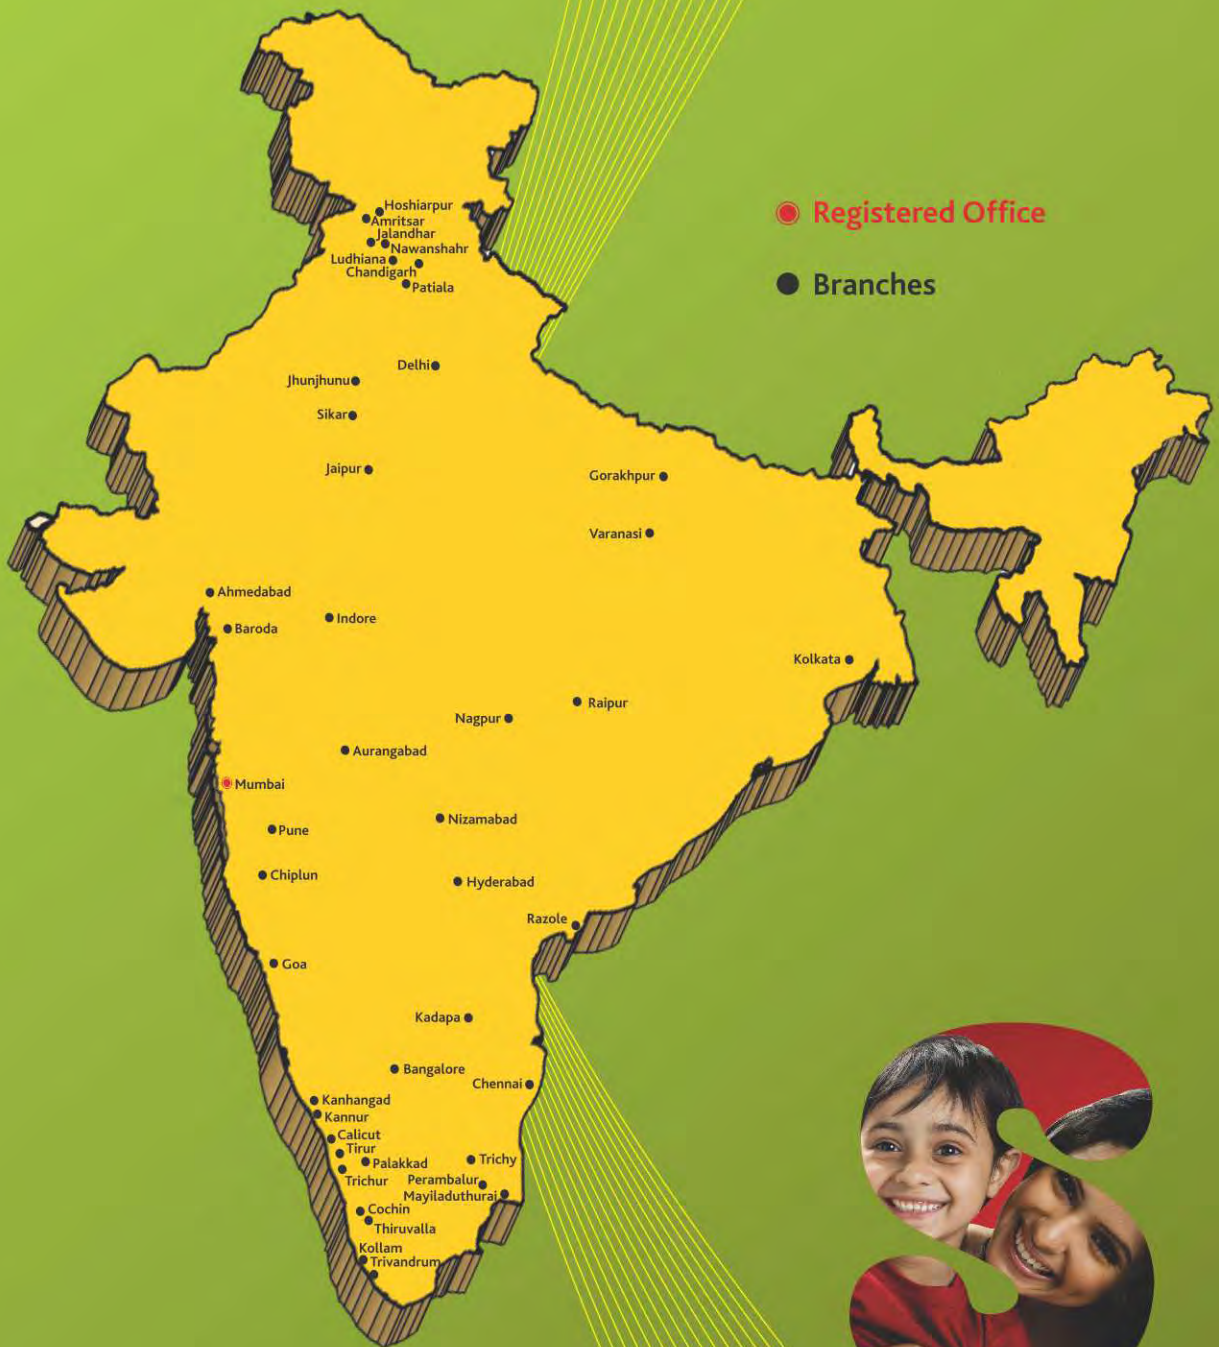 Hoshiarpur
Amritsar
Jalandhar
Nawanshahr
Ludhiana
Chandigarh
Patiala
Registered Office
Branches
Delhi
Jhunjhunu
Sikar
Jaipur
Gorakhpur
Varanasi
Ahmedabad
Indore
Baroda
Kolkata
Raipur
Nagpur
Aurangabad
Mumbai
Nizamabad
Pune
Chiplun
Hyderabad
Razole
Goa
Kadapa
Bangalore
Chennai
Kanhangad
Kannur
Calicut
Tirur
Palakkad
Trichy
Trichur
Perambalur
Mayiladuthurai
Cochin
Thiruvalla
Kollam
Trivandrum